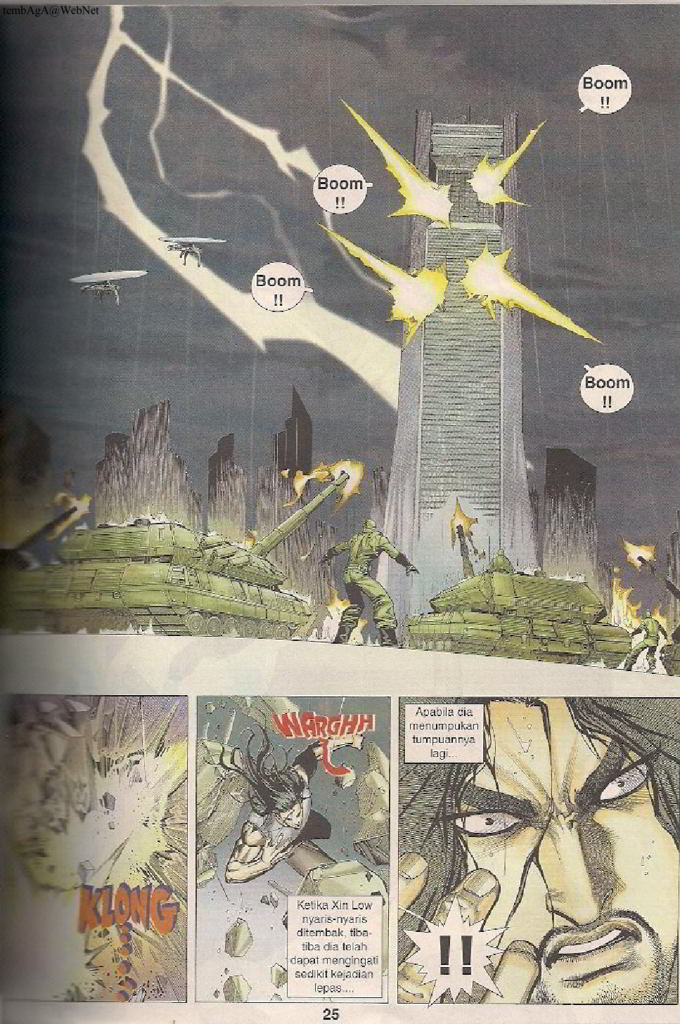 tembAgA@WebNet
Boom
!!
Boom
!!
Boom
!!
Boom
!!
KLONG
WARGHH
Ketika Xin Low
nyaris-nyaris
ditembak, tiba-
tiba dia telah
dapat mengingati
sedikit kejadian
lepas....
Apabila dia
menumpukan
tumpuannya
lagi...
!!
25